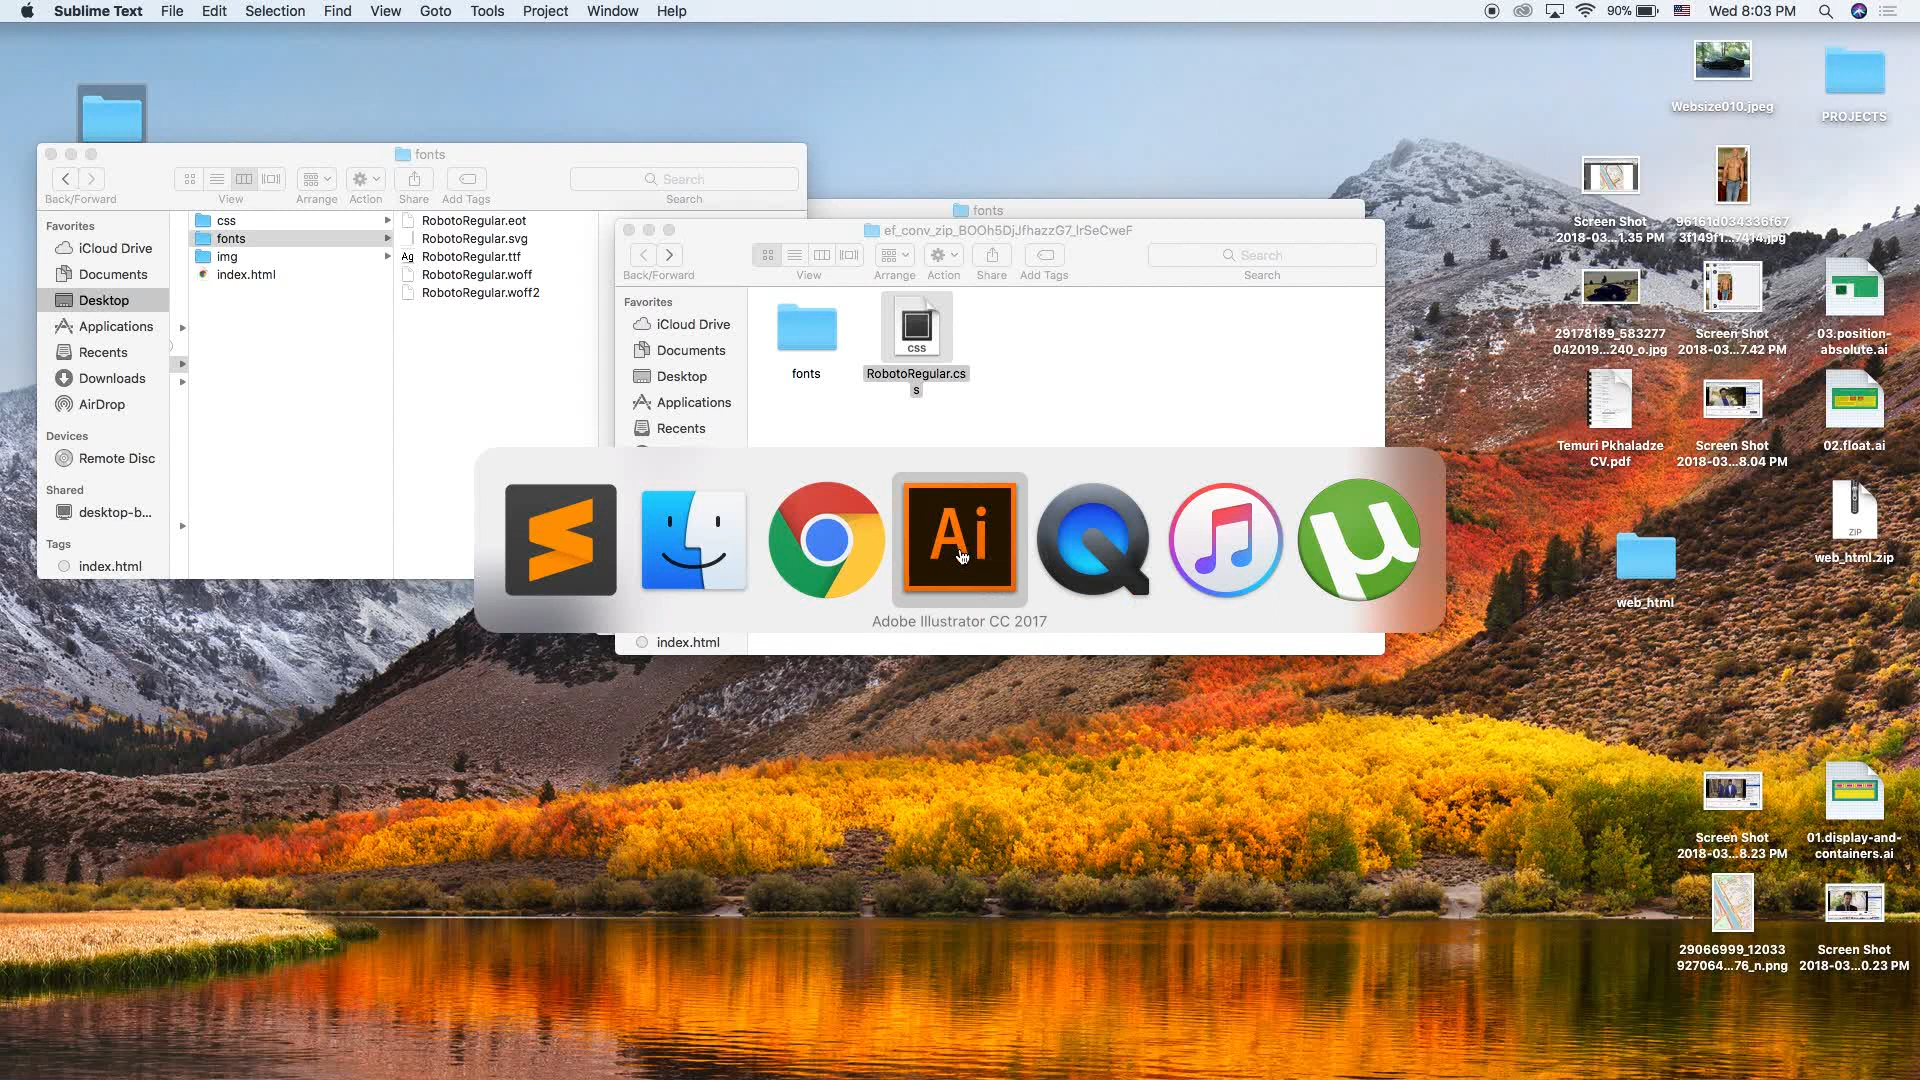 Sublime Text File Edit Selection Find View Goto Tools Project Window Help 90% Wed 8:03 PM
fonts
Search
Back/Forward View Arrange Action Share Add Tags Search
Favorites
iCloud Drive
Documents
Desktop
Applications
Recents
Downloads
AirDrop
Devices
Remote Disc
Shared
desktop-b...
Tags
index.html
css
fonts
img
index.html
RobotoRegular.eot
RobotoRegular.svg
Ag RobotoRegular.ttf
RobotoRegular.woff
RobotoRegular.woff2
fonts
ef_conv_zip_BOOh5DjJfhazzG7_lrSeCweF
Search
Back/Forward View Arrange Action Share Add Tags Search
Favorites
iCloud Drive
Documents
Desktop
Applications
Recents
index.html
fonts
css
RobotoRegular.cs
s
Ai
Adobe Illustrator CC 2017
Websize010.jpeg
PROJECTS
Screen Shot
2018-03...1.35 PM
96161d034336f67
3f149f1...7414.jpg
29178189_583277
042019...240_o.jpg
Screen Shot
2018-03...7.42 PM
03.position-
absolute.ai
Temuri Pkhaladze
CV.pdf
Screen Shot
2018-03...8.04 PM
02.float.ai
ZIP
web_html.zip
web_html
Screen Shot
2018-03...8.23 PM
01.display-and-
containers.ai
29066999_12033
927064...76_n.png
Screen Shot
2018-03...0.23 PM